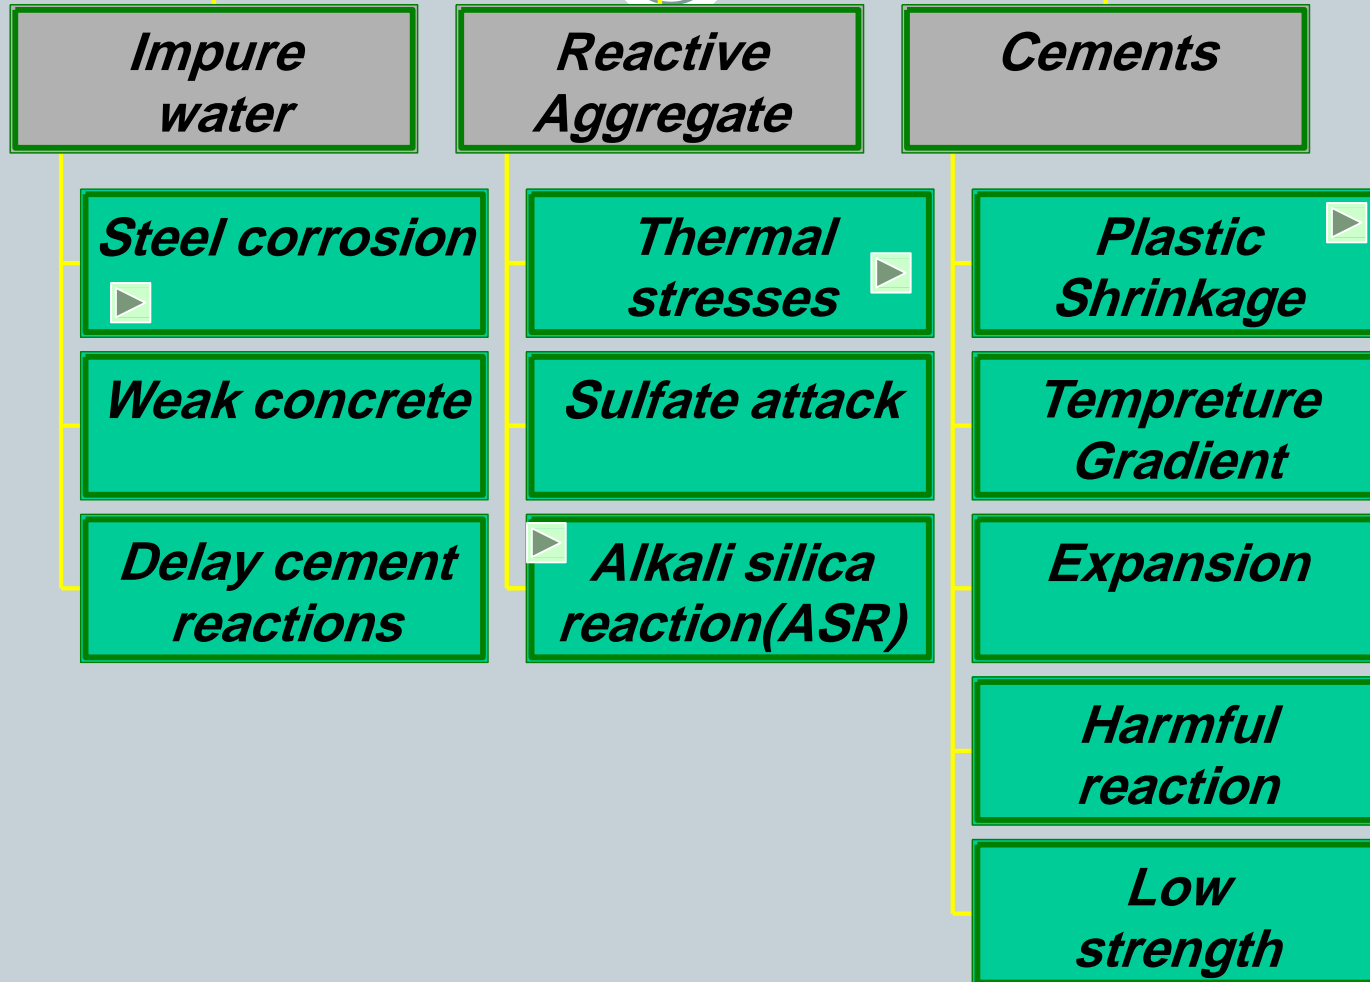 Impure
water
Steel corrosion
Weak concrete
Delay cement
reactions
Reactive
Aggregate
Thermal
stresses
Sulfate attack
Alkali silica
reaction(ASR)
Cements
Plastic
Shrinkage
Tempreture
Gradient
Expansion
Harmful
reaction
Low
strength